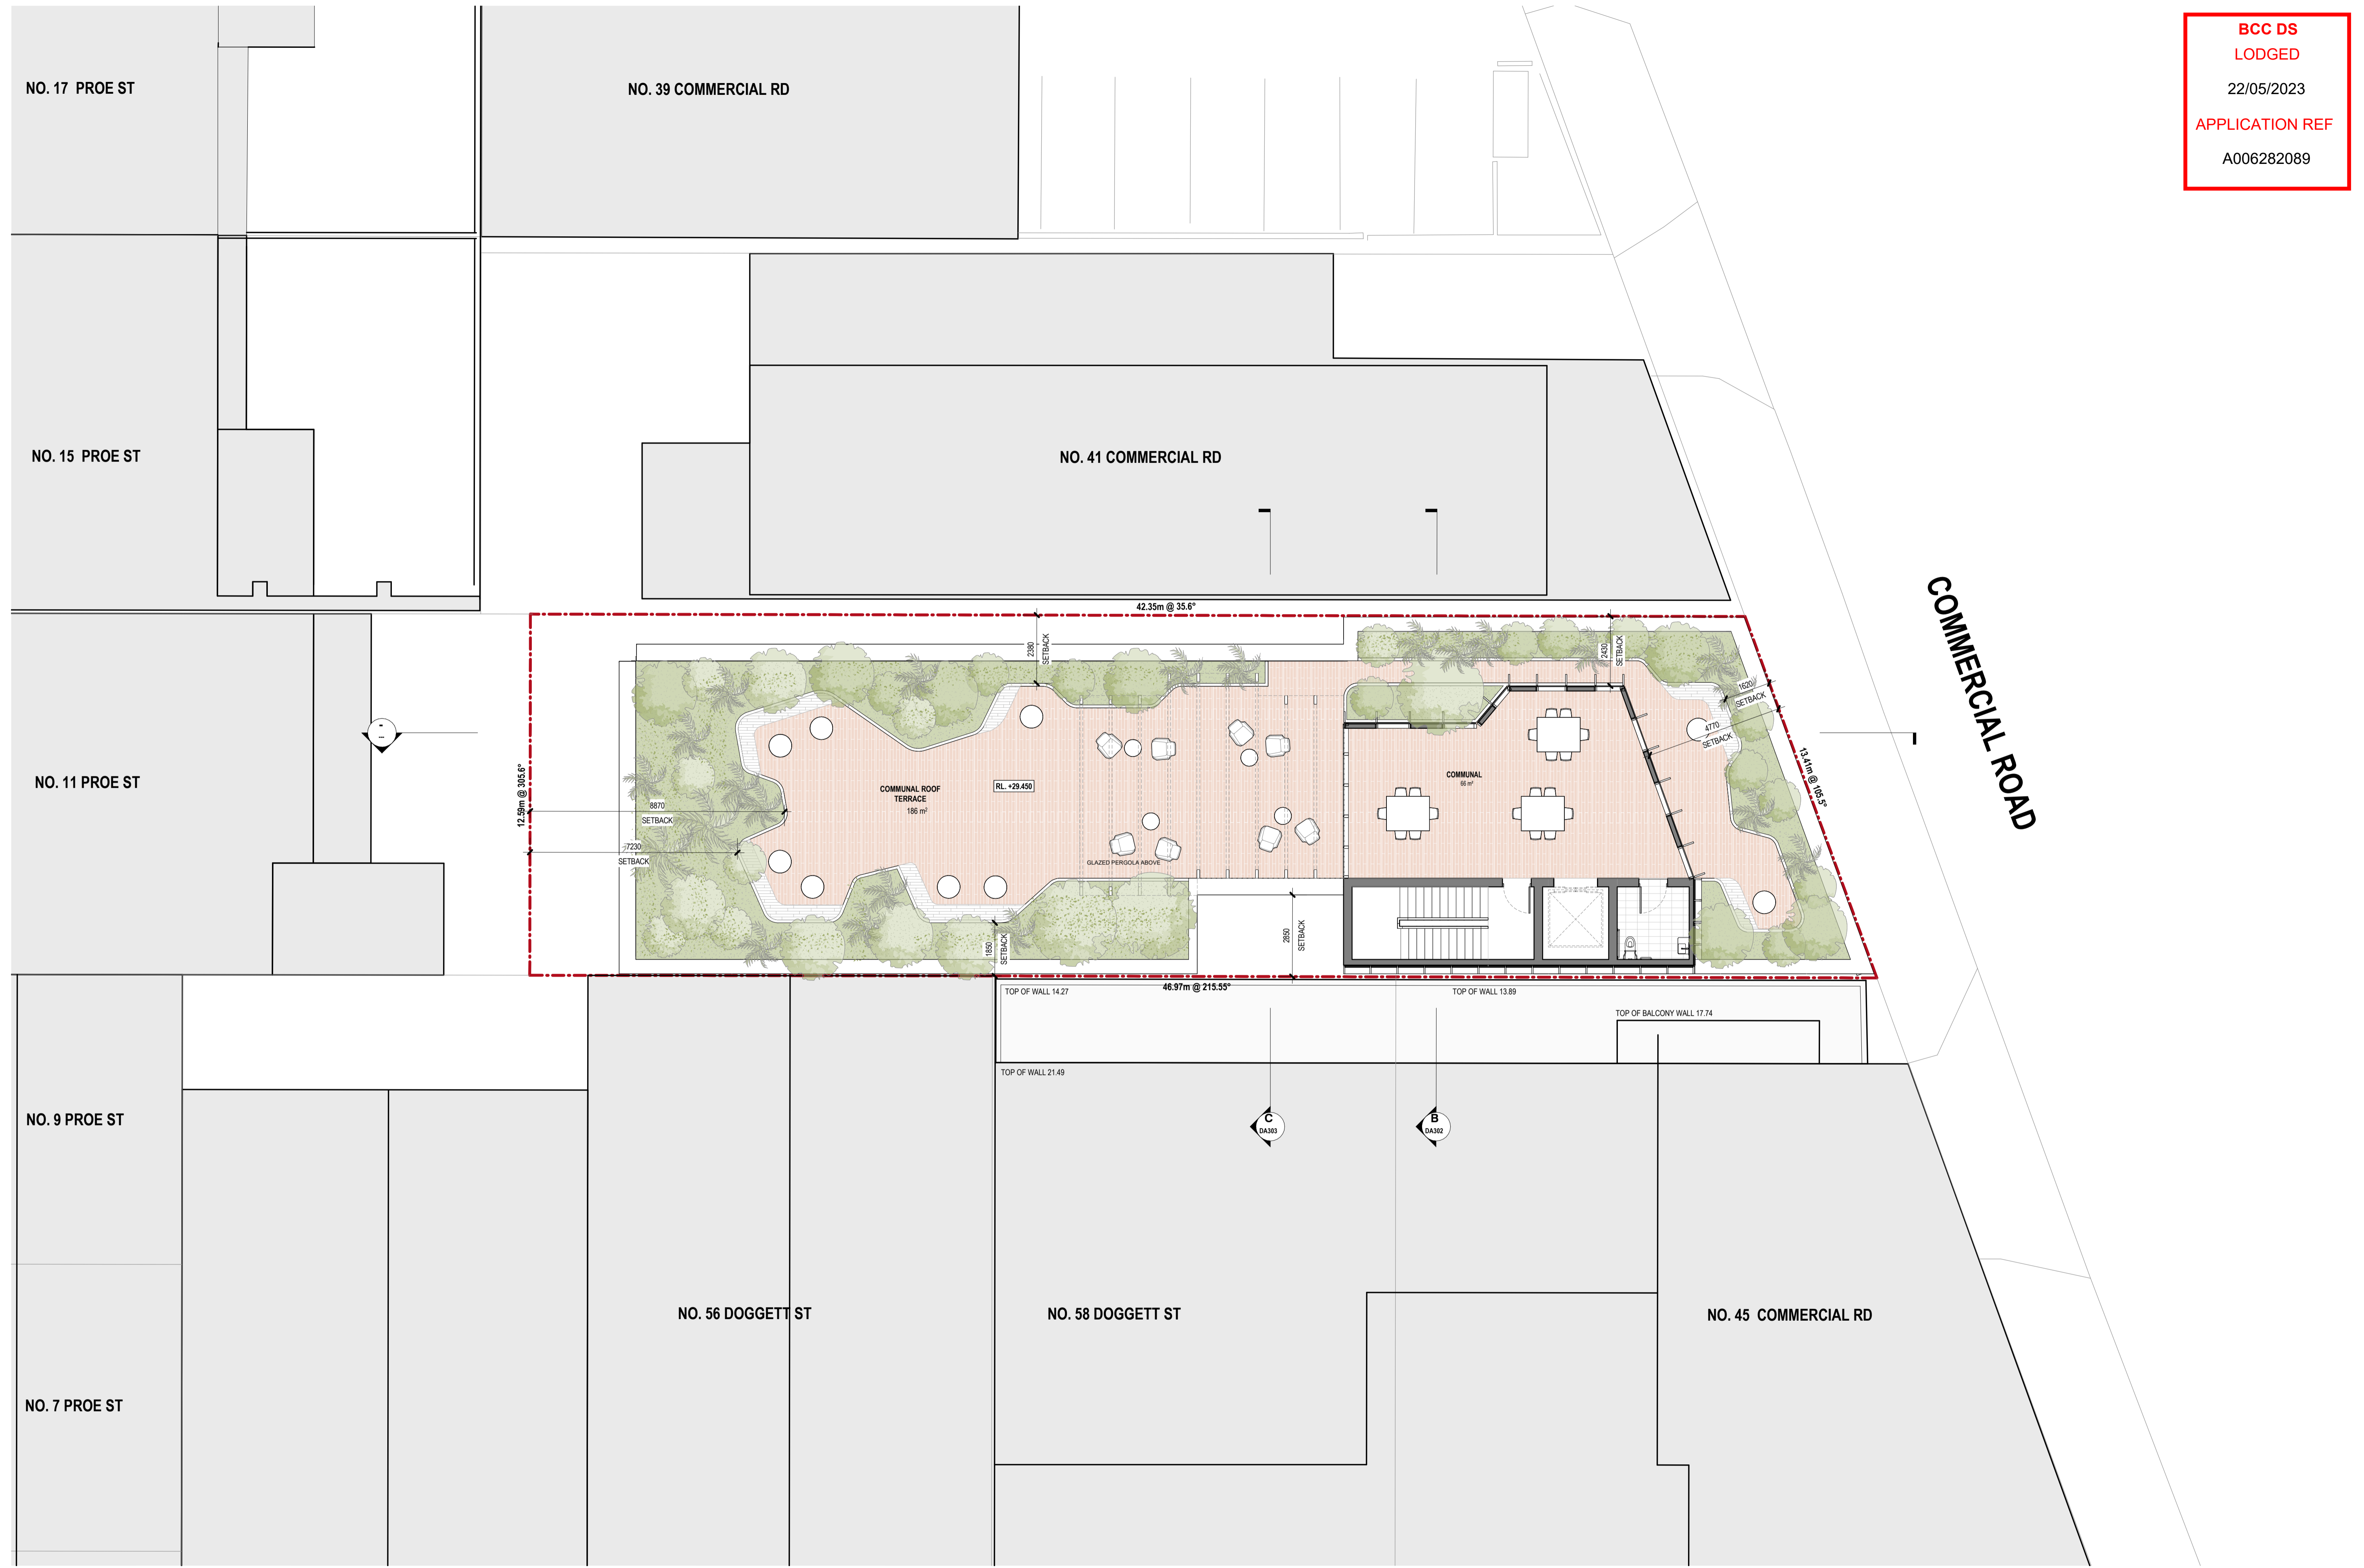 BCC DS
LODGED
22/05/2023
APPLICATION REF
A006282089
NO. 17 PROE ST
NO. 39 COMMERCIAL RD
NO. 15 PROE ST
NO. 41 COMMERCIAL RD
COMMERCIAL ROAD
42.35m @ 35.6°
2380
SETBACK
2430
SETBACK
1620
SETBACK
4770
SETBACK
13.41m @ 105.5°
-
--
NO. 11 PROE ST
12.59m @ 305.6°
8870
SETBACK
7230
SETBACK
COMMUNAL ROOF
TERRACE
186 m²
RL. +29.450
COMMUNAL
66 m²
GLAZED PERGOLA ABOVE
1850
SETBACK
2850
SETBACK
46.97m @ 215.55°
TOP OF WALL 14.27
TOP OF WALL 13.89
TOP OF BALCONY WALL 17.74
TOP OF WALL 21.49
NO. 9 PROE ST
C
DA303
B
DA302
NO. 56 DOGGETT ST
NO. 58 DOGGETT ST
NO. 45 COMMERCIAL RD
NO. 7 PROE ST